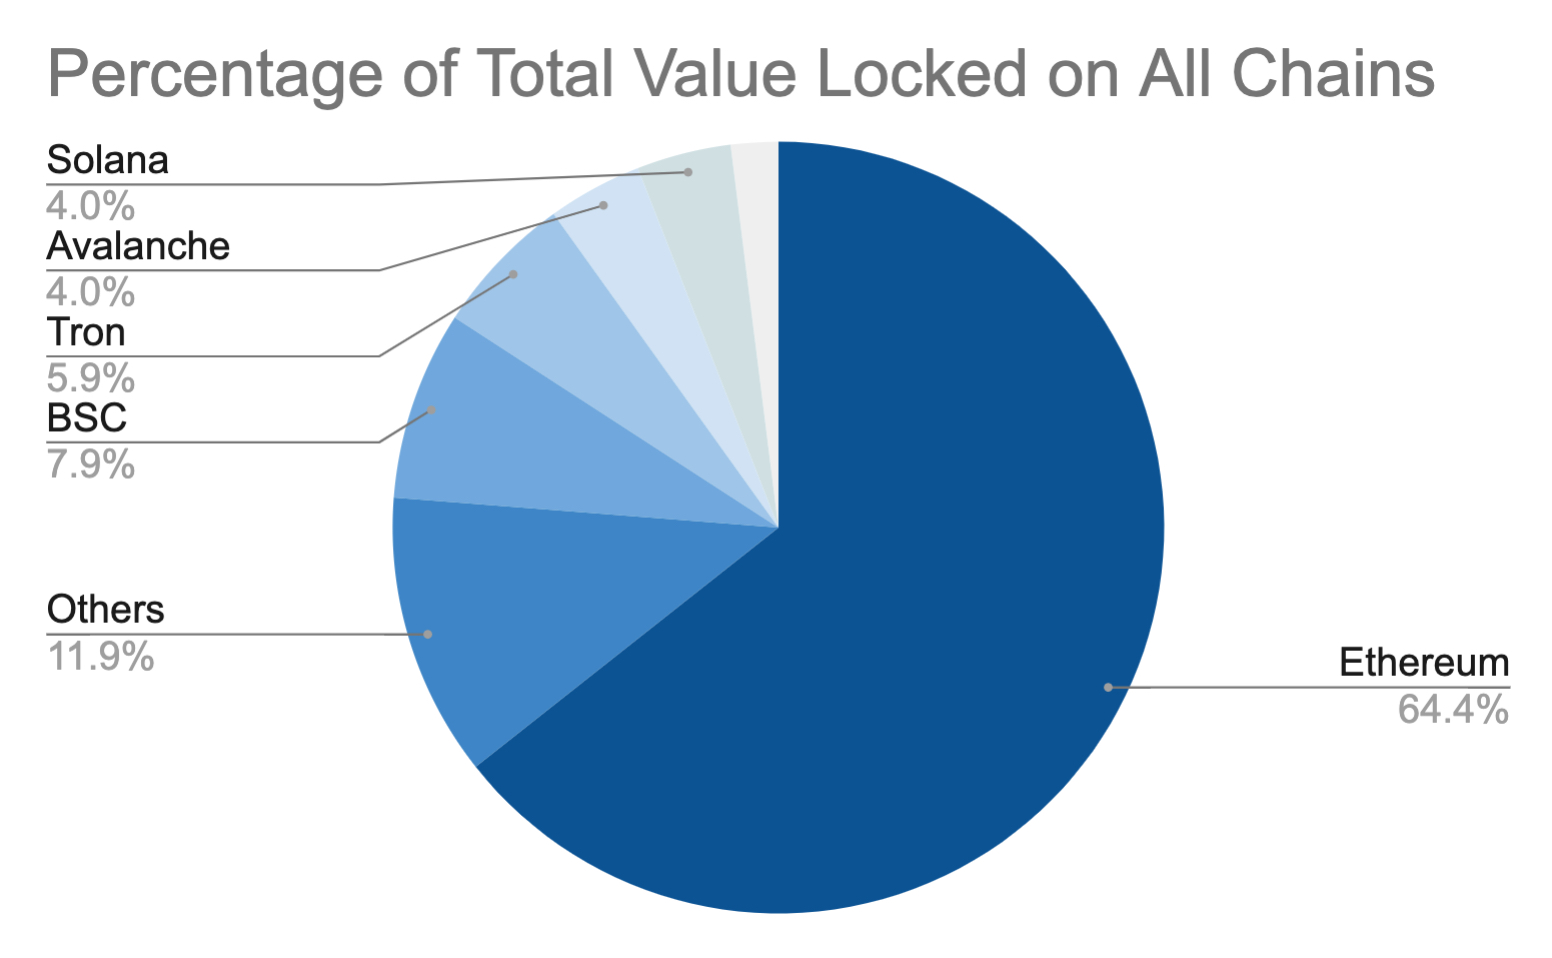 Percentage of Total Value Locked on All Chains
Solana
4.0%
Avalanche
4.0%
Tron
5.9%
BSC
7.9%
Others
11.9%
Ethereum
64.4%